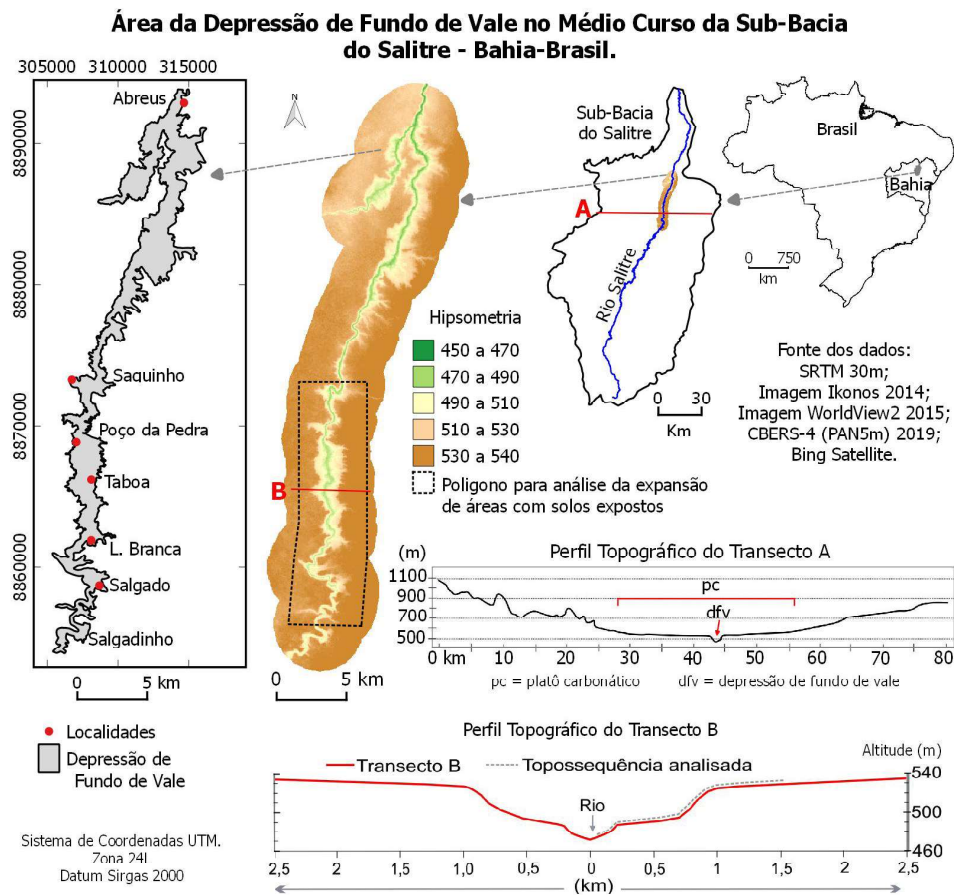 Área da Depressão de Fundo de Vale no Médio Curso da Sub-Bacia
do Salitre - Bahia-Brasil.
305000 310000 315000
8890000
8880000
8870000
8860000
Abreus
Saquinho
Poço da Pedra
Taboa
L. Branca
Salgado
Salgadinho
0 5 km
Localidades
Depressão de
Fundo de Vale
Sistema de Coordenadas UTM.
Zona 24L
Datum Sirgas 2000
N
B
0 5 km
Hipsometria
450 a 470
470 a 490
490 a 510
510 a 530
530 a 540
Poligono para análise da expansão
de áreas com solos expostos
Sub-Bacia
do Salitre
A
Rio Salitre
0 30
Km
Brasil
Bahia
0 750
km
Fonte dos dados:
SRTM 30m;
Imagem Ikonos 2014;
Imagem WorldView2 2015;
CBERS-4 (PAN5m) 2019;
Bing Satellite.
Perfil Topográfico do Transecto A
(m)
1100
900
700
500
pc
dfv
0 km 10 20 30 40 50 60 70 80
pc = platô carbonático dfv = depressão de fundo de vale
Perfil Topográfico do Transecto B
Altitude (m)
Transecto B Topossequência analisada
Rio
540
500
460
2,5 2 1,0 0,5 0 0,5 1 2 2,5
(km)